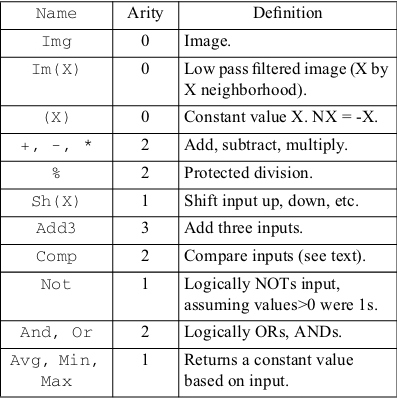 Name Arity Definition
Img 0 Image.
Im(X) 0 Low pass filtered image (X by
X neighborhood).
(X) 0 Constant value X. NX = -X.
+, -, * 2 Add, subtract, multiply.
% 2 Protected division.
Sh(X) 1 Shift input up, down, etc.
Add3 3 Add three inputs.
Comp 2 Compare inputs (see text).
Not 1 Logically NOTs input,
assuming values>0 were 1s.
And, Or 2 Logically ORs, ANDs.
Avg, Min, 1 Returns a constant value
Max based on input.